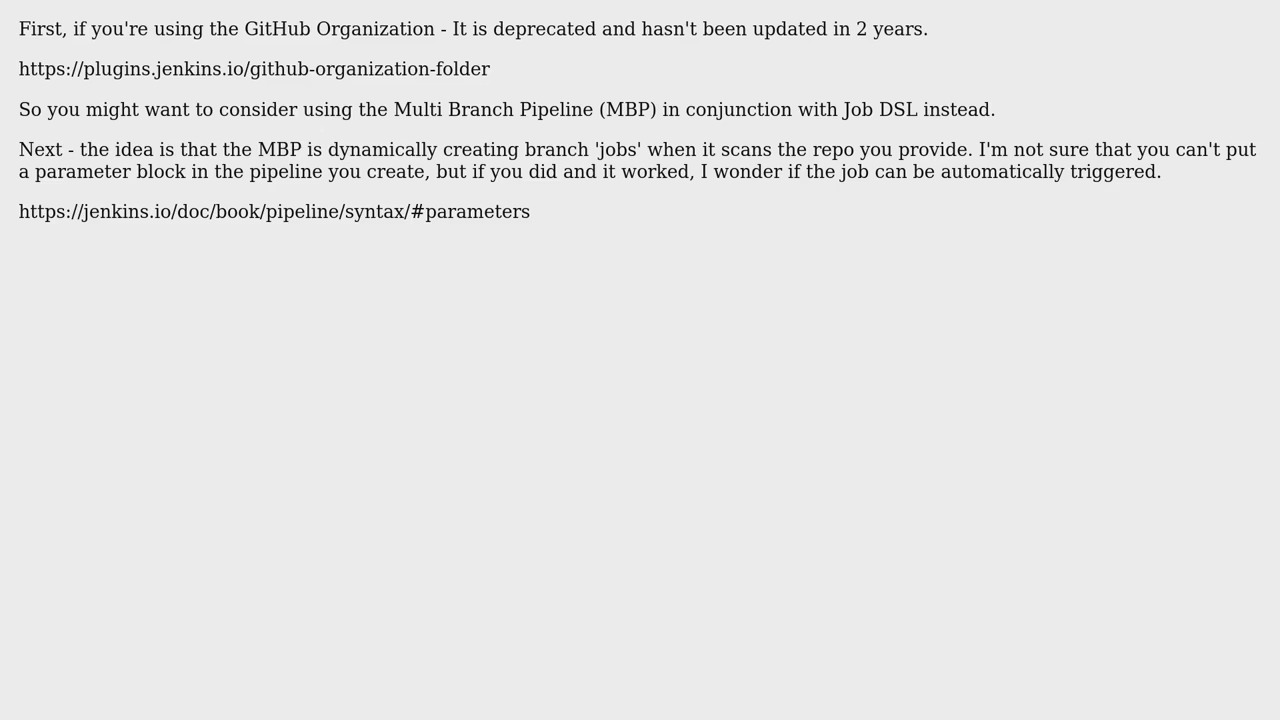 First, if you're using the GitHub Organization - It is deprecated and hasn't been updated in 2 years.
https://plugins.jenkins.io/github-organization-folder
So you might want to consider using the Multi Branch Pipeline (MBP) in conjunction with Job DSL instead.
Next - the idea is that the MBP is dynamically creating branch 'jobs' when it scans the repo you provide. I'm not sure that you can't put
a parameter block in the pipeline you create, but if you did and it worked, I wonder if the job can be automatically triggered.
https://jenkins.io/doc/book/pipeline/syntax/#parameters